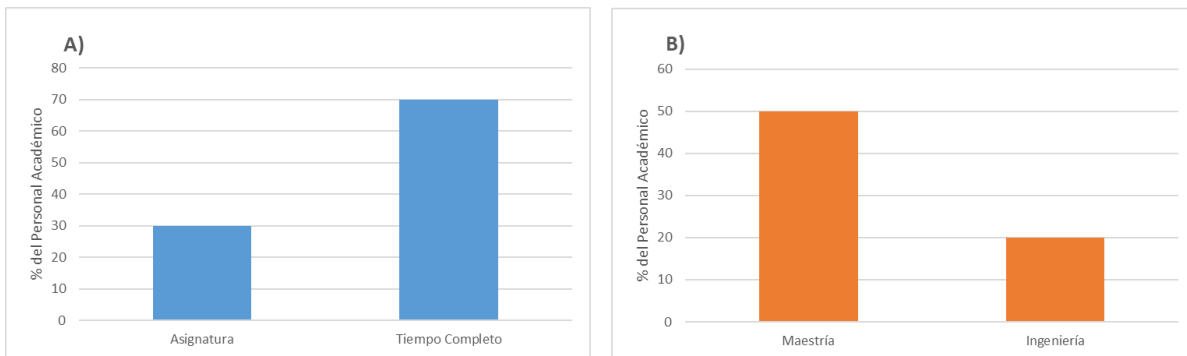 A)
% del Personal Académico
80
70
60
50
40
30
20
10
0
Asignatura
Tiempo Completo
B)
% del Personal Académico
60
50
40
30
20
10
0
Maestría
Ingeniería